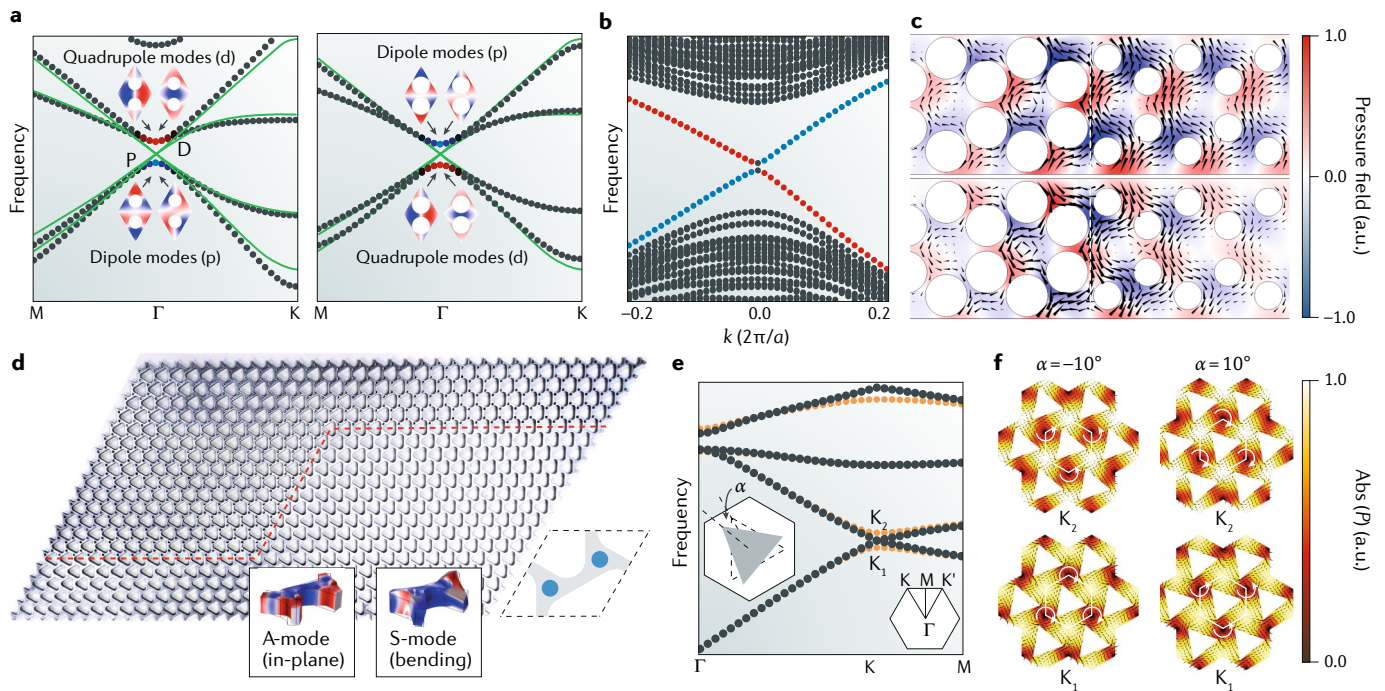 a
Quadrupole modes (d)
P
D
Dipole modes (p)
Frequency
M
Γ
K
Dipole modes (p)
Quadrupole modes (d)
M
Γ
K
b
Frequency
−0.2
0.0
0.2
k (2π/a)
c
1.0
0.0
−1.0
Pressure field (a.u.)
d
A-mode
(in-plane)
S-mode
(bending)
e
Frequency
α
K₂
K₁
K
M
K'
Γ
Γ
K
M
f
α = −10°
α = 10°
K₂
K₂
K₁
K₁
1.0
0.0
Abs (P) (a.u.)